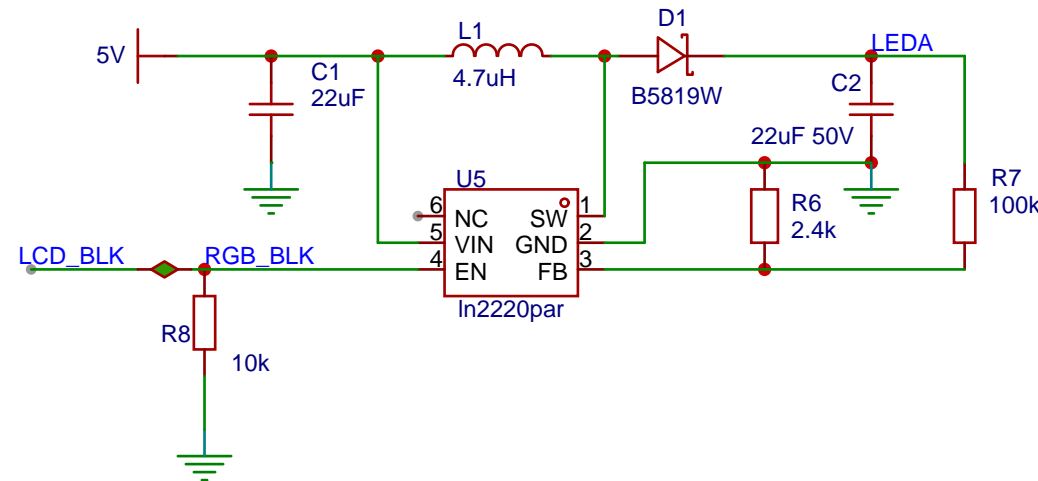 D1
L1
LEDA
5V
C1
C2
22uF
4.7uH
B5819W
22uF 50V
U5
R7
6
NC
SW
1
R6
100k
5
VIN
GND
2
2.4k
LCD_BLK
RGB_BLK
4
EN
FB
3
ln2220par
R8
10k